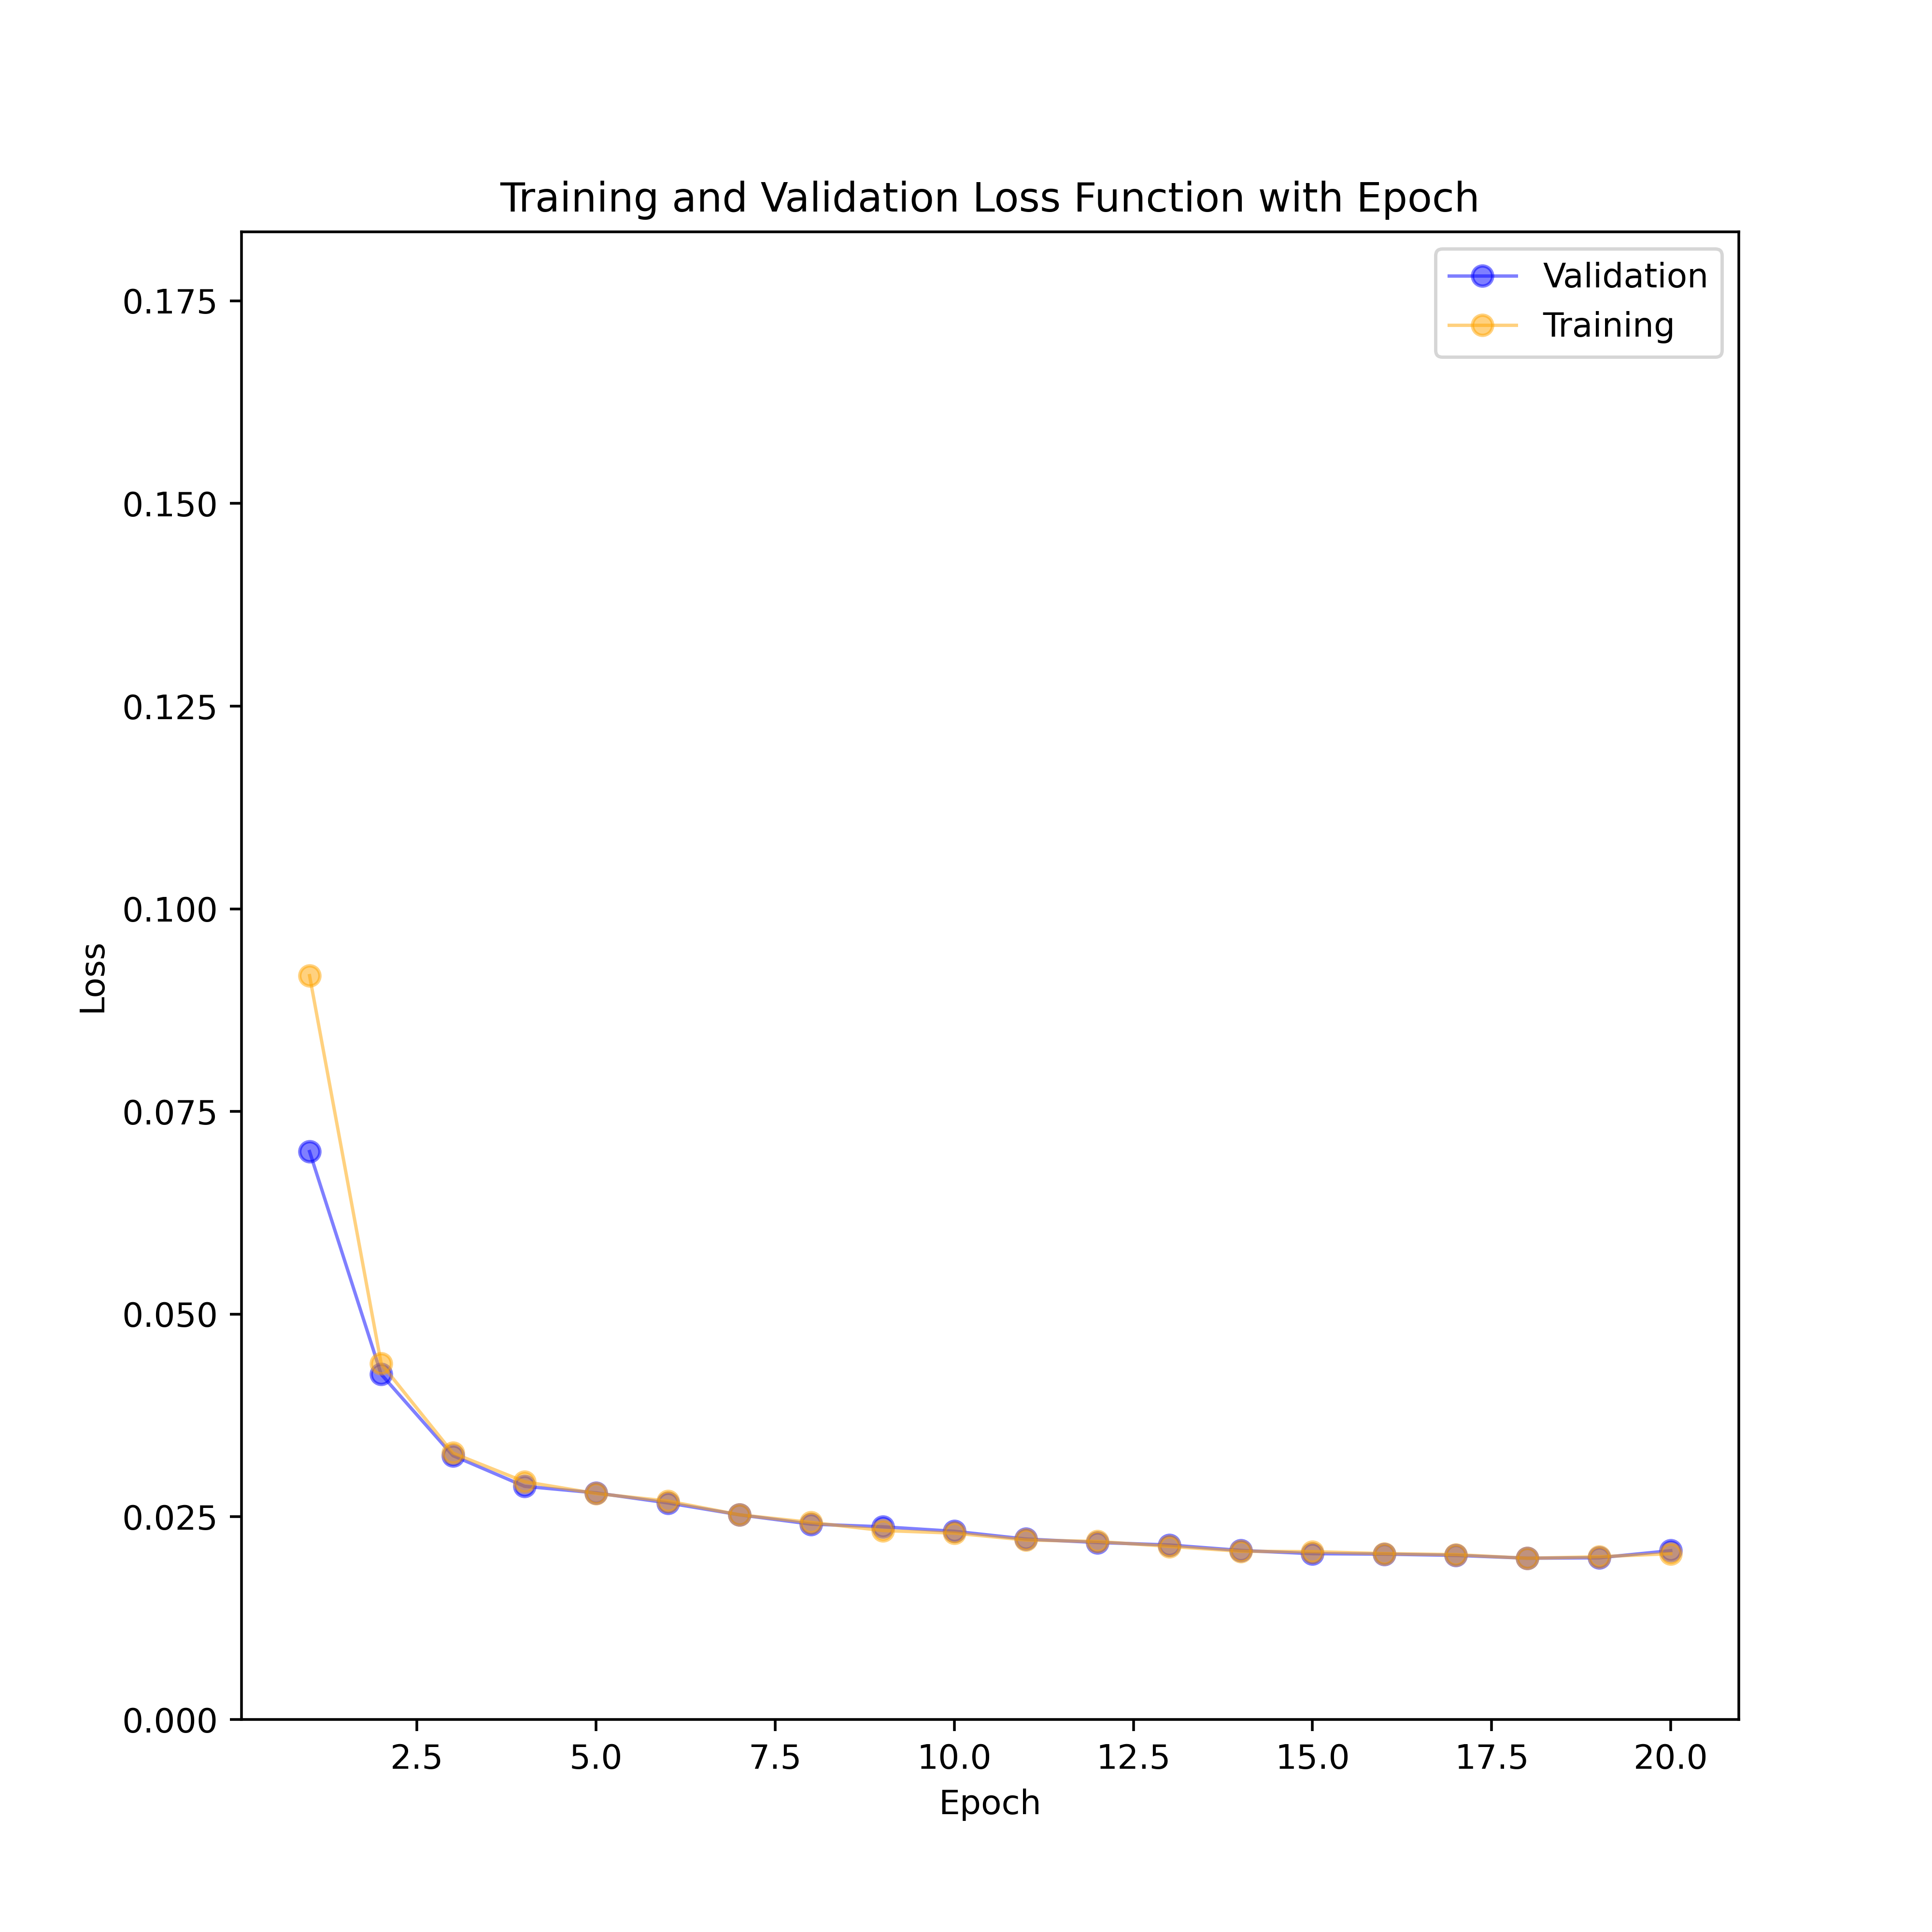 Training and Validation Loss Function with Epoch
Validation
Training
0.175
0.150
0.125
0.100
0.075
0.050
0.025
0.000
Loss
2.5 5.0 7.5 10.0 12.5 15.0 17.5 20.0
Epoch